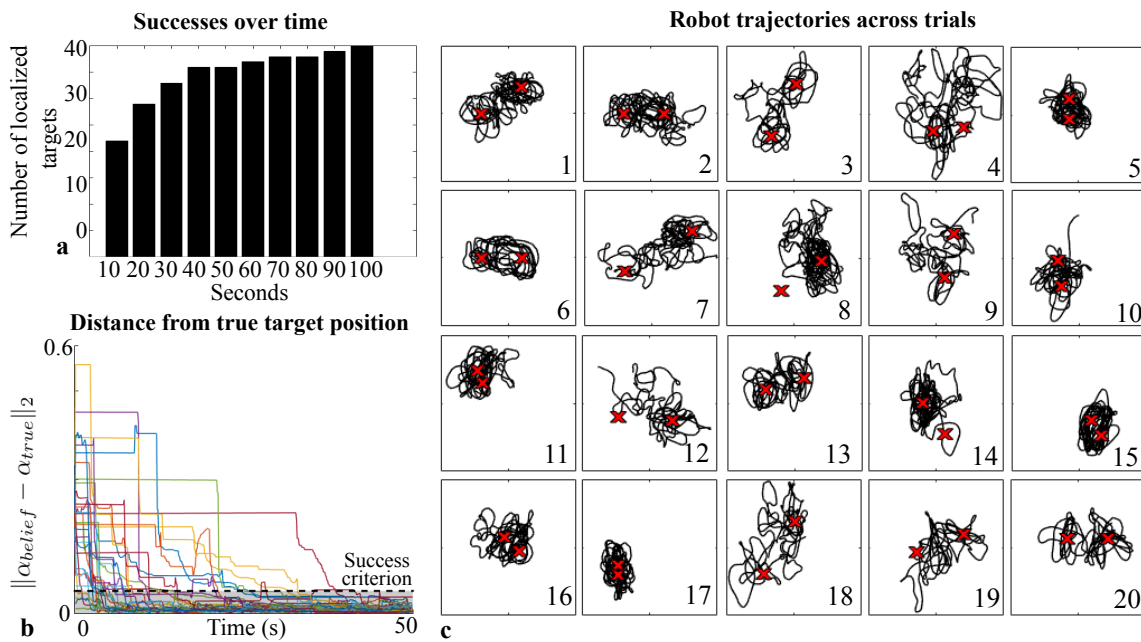 Successes over time
Number of localized
targets
40
30
20
10
0
10 20 30 40 50 60 70 80 90 100
Seconds
a
Distance from true target position
0.6
‖α_belief − α_true‖₂
0
Success
criterion
0 50
Time (s)
b
Robot trajectories across trials
1 2 3 4 5
6 7 8 9 10
11 12 13 14 15
16 17 18 19 20
c